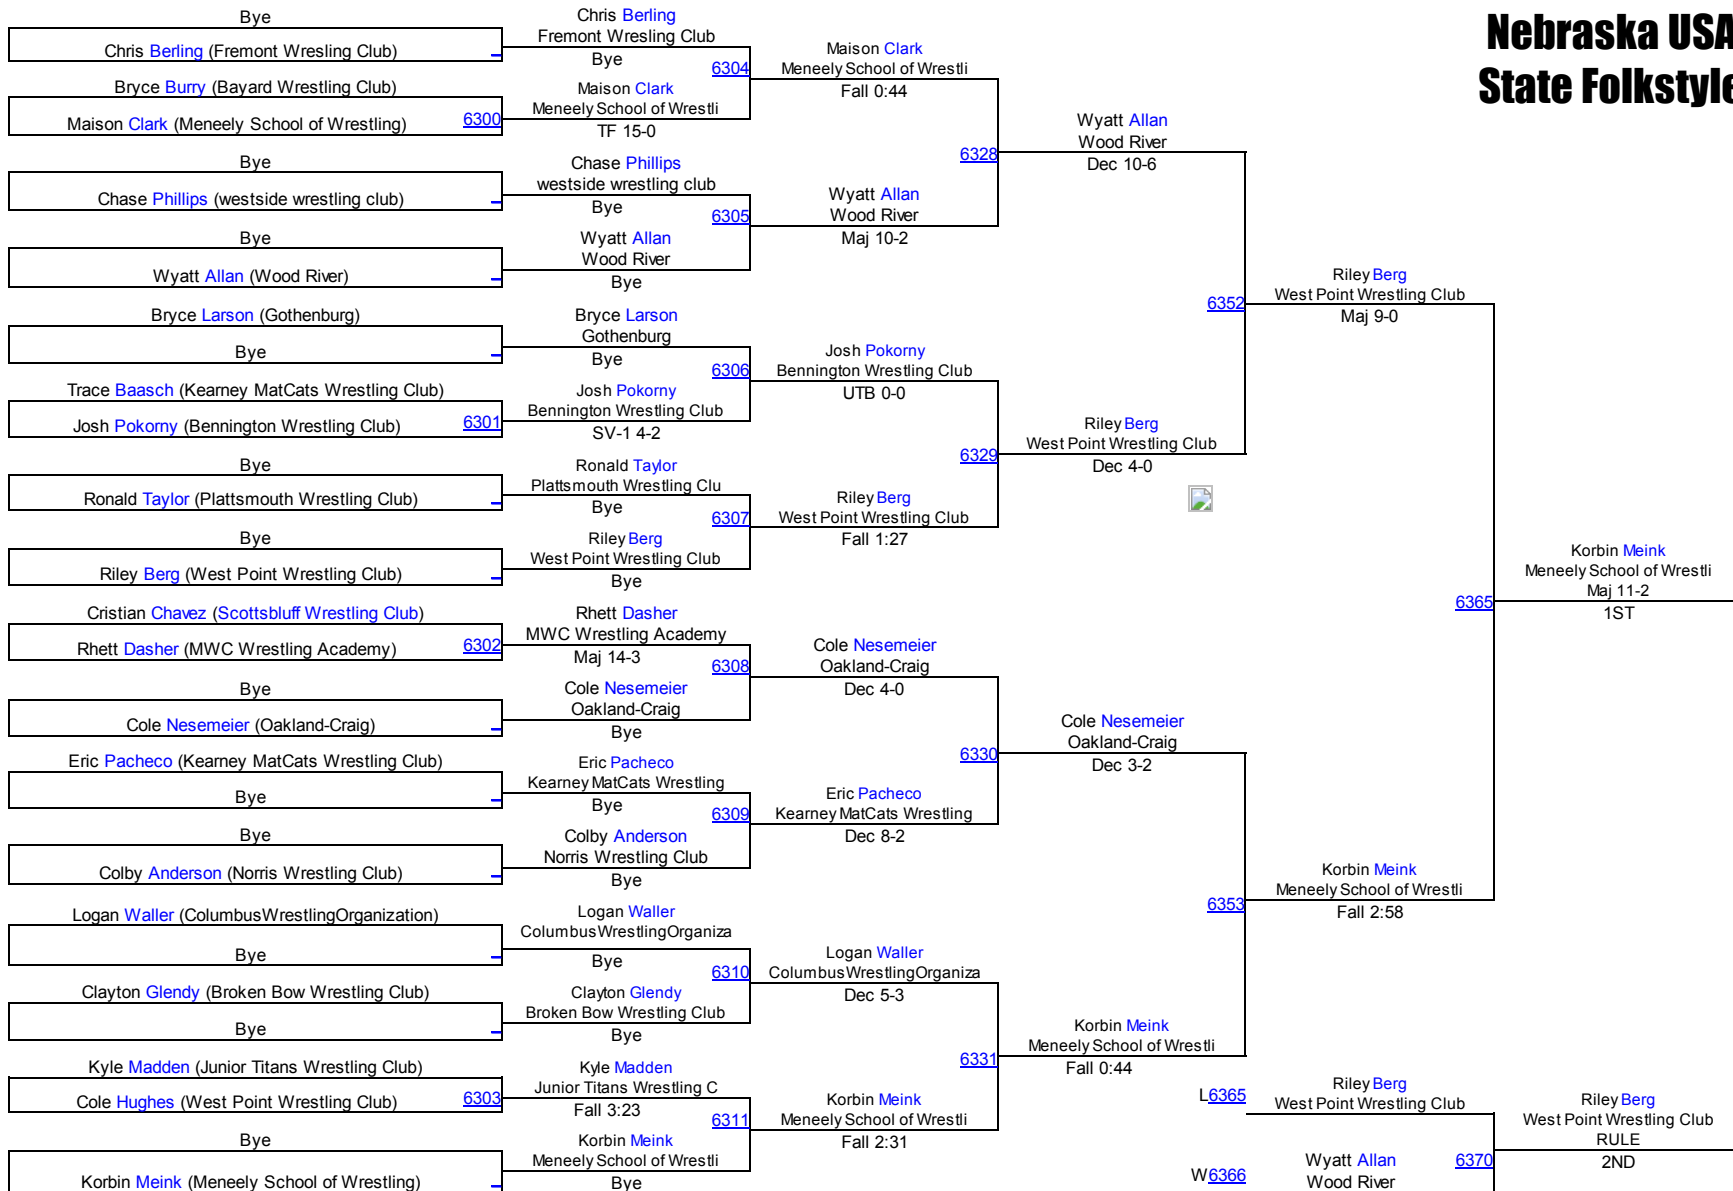 Nebraska USA
State Folkstyle
Bye
Chris Berling (Fremont Wresling Club)
Bryce Burry (Bayard Wrestling Club)
Maison Clark (Meneely School of Wrestling)
6300
Bye
Chase Phillips (westside wrestling club)
Bye
Wyatt Allan (Wood River)
Bryce Larson (Gothenburg)
Bye
Trace Baasch (Kearney MatCats Wrestling Club)
Josh Pokorny (Bennington Wrestling Club)
6301
Bye
Ronald Taylor (Plattsmouth Wrestling Club)
Bye
Riley Berg (West Point Wrestling Club)
Cristian Chavez (Scottsbluff Wrestling Club)
Rhett Dasher (MWC Wrestling Academy)
6302
Bye
Cole Nesemeier (Oakland-Craig)
Eric Pacheco (Kearney MatCats Wrestling Club)
Bye
Bye
Colby Anderson (Norris Wrestling Club)
Logan Waller (ColumbusWrestlingOrganization)
Bye
Clayton Glendy (Broken Bow Wrestling Club)
Bye
Kyle Madden (Junior Titans Wrestling Club)
Cole Hughes (West Point Wrestling Club)
6303
Bye
Korbin Meink (Meneely School of Wrestling)
Chris Berling
Fremont Wresling Club
Bye
6304
Maison Clark
Meneely School of Wrestli
TF 15-0
Chase Phillips
westside wrestling club
Bye
6305
Wyatt Allan
Wood River
Bye
Bryce Larson
Gothenburg
Bye
6306
Josh Pokorny
Bennington Wrestling Club
SV-1 4-2
Ronald Taylor
Plattsmouth Wrestling Clu
Bye
6307
Riley Berg
West Point Wrestling Club
Bye
Rhett Dasher
MWC Wrestling Academy
Maj 14-3
6308
Cole Nesemeier
Oakland-Craig
Bye
Eric Pacheco
Kearney MatCats Wrestling
Bye
6309
Colby Anderson
Norris Wrestling Club
Bye
Logan Waller
ColumbusWrestlingOrganiza
Bye
6310
Clayton Glendy
Broken Bow Wrestling Club
Bye
Kyle Madden
Junior Titans Wrestling C
Fall 3:23
6311
Korbin Meink
Meneely School of Wrestli
Bye
Maison Clark
Meneely School of Wrestli
Fall 0:44
6328
Wyatt Allan
Wood River
Maj 10-2
Josh Pokorny
Bennington Wrestling Club
UTB 0-0
6329
Riley Berg
West Point Wrestling Club
Fall 1:27
Cole Nesemeier
Oakland-Craig
Dec 4-0
6330
Eric Pacheco
Kearney MatCats Wrestling
Dec 8-2
Logan Waller
ColumbusWrestlingOrganiza
Dec 5-3
6331
Korbin Meink
Meneely School of Wrestli
Fall 2:31
Wyatt Allan
Wood River
Dec 10-6
6352
Riley Berg
West Point Wrestling Club
Dec 4-0
Cole Nesemeier
Oakland-Craig
Dec 3-2
6353
Korbin Meink
Meneely School of Wrestli
Fall 0:44
Riley Berg
West Point Wrestling Club
Maj 9-0
6365
Korbin Meink
Meneely School of Wrestli
Fall 2:58
Korbin Meink
Meneely School of Wrestli
Maj 11-2
1ST
L6365
Riley Berg
West Point Wrestling Club
W6366
Wyatt Allan
Wood River
6370
Riley Berg
West Point Wrestling Club
RULE
2ND